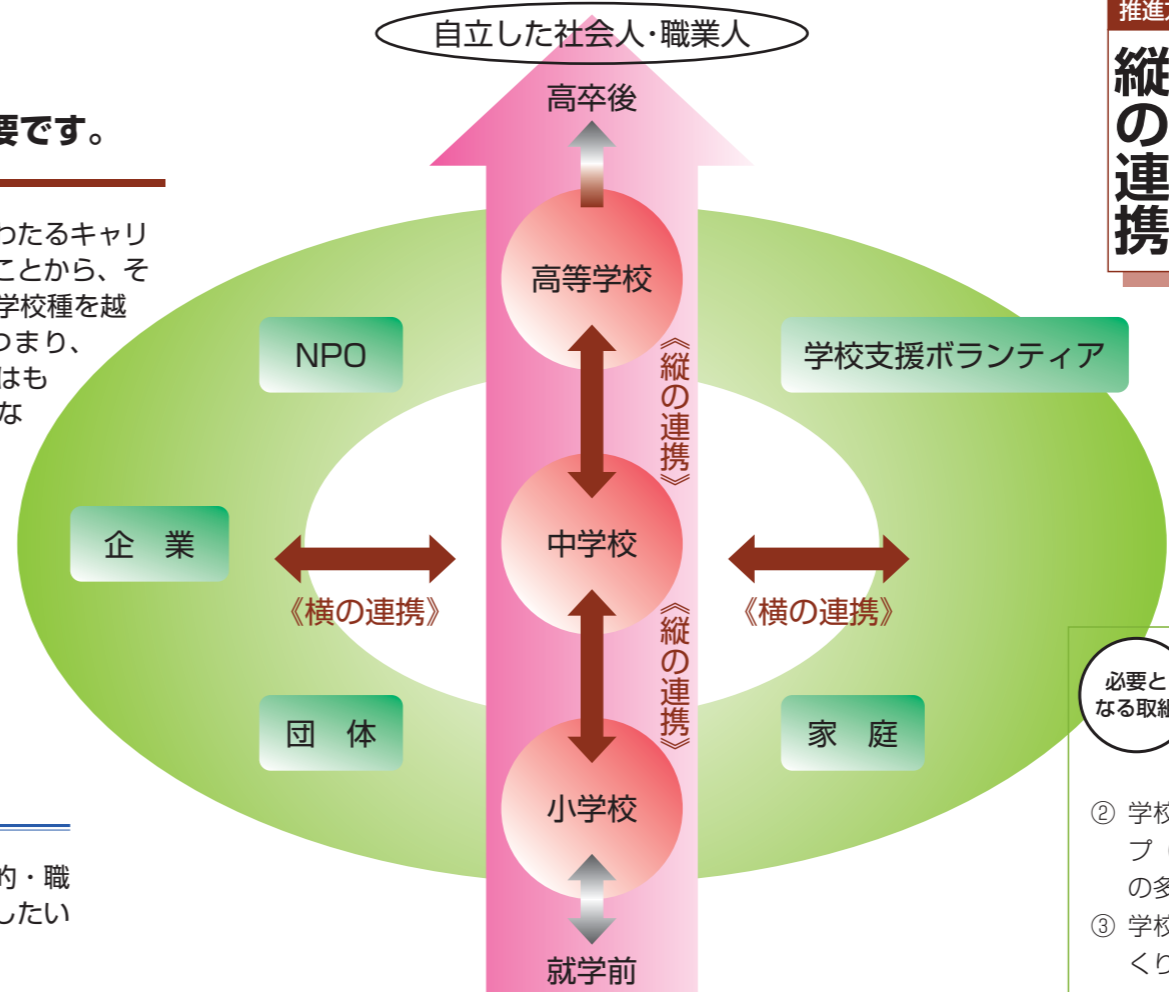 自立した社会人・職業人
高卒後
高等学校
NPO
学校支援ボランティア
《縦の連携》
企 業
中学校
《横の連携》
《横の連携》
《縦の連携》
団 体
家 庭
小学校
就学前
要です。
わたるキャリ
ことから、そ
学校種を越
つまり、
はも
な
的・職
したい
推進
縦の連携
必要と
なる取組
② 学校
プ
の多
③ 学校
くり